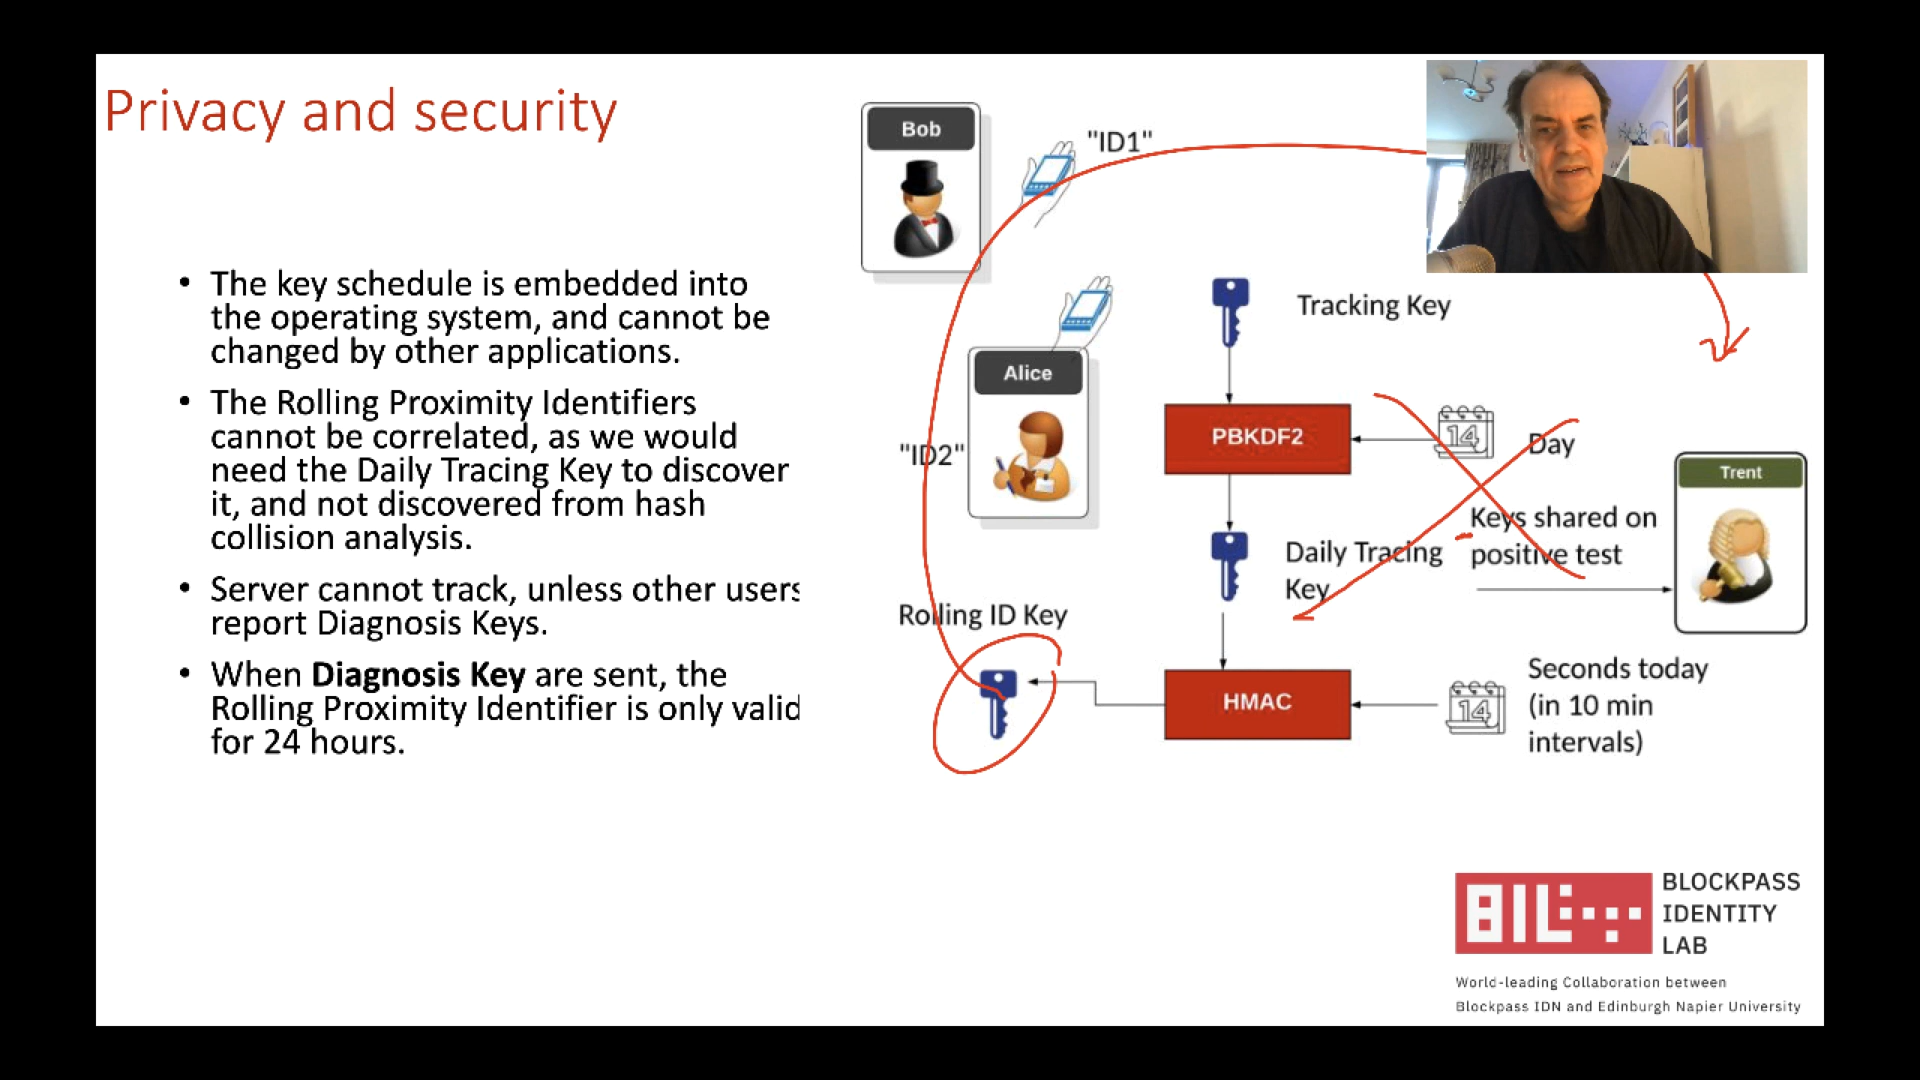 Privacy and security
• The key schedule is embedded into
the operating system, and cannot be
changed by other applications.
• The Rolling Proximity Identifiers
cannot be correlated, as we would
need the Daily Tracing Key to discover
it, and not discovered from hash
collision analysis.
• Server cannot track, unless other users
report Diagnosis Keys.
• When Diagnosis Key are sent, the
Rolling Proximity Identifier is only valid
for 24 hours.
Bob
"ID1"
Tracking Key
Alice
"ID2"
PBKDF2
14
Day
Trent
Keys shared on
positive test
Daily Tracing
Key
Rolling ID Key
HMAC
14
Seconds today
(in 10 min
intervals)
BIL
BLOCKPASS
IDENTITY
LAB
World-leading Collaboration between
Blockpass IDN and Edinburgh Napier University